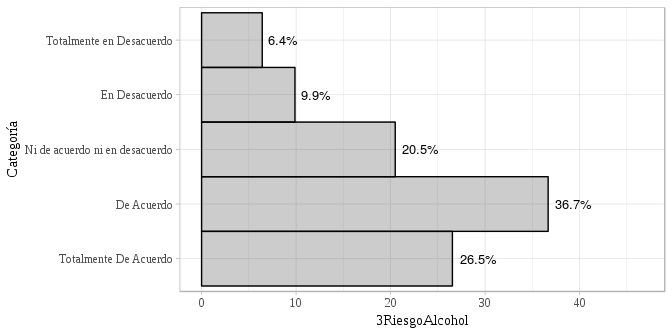 Categoría
Totalmente en Desacuerdo
6.4%
En Desacuerdo
9.9%
Ni de acuerdo ni en desacuerdo
20.5%
De Acuerdo
36.7%
Totalmente De Acuerdo
26.5%
0 10 20 30 40
3RiesgoAlcohol